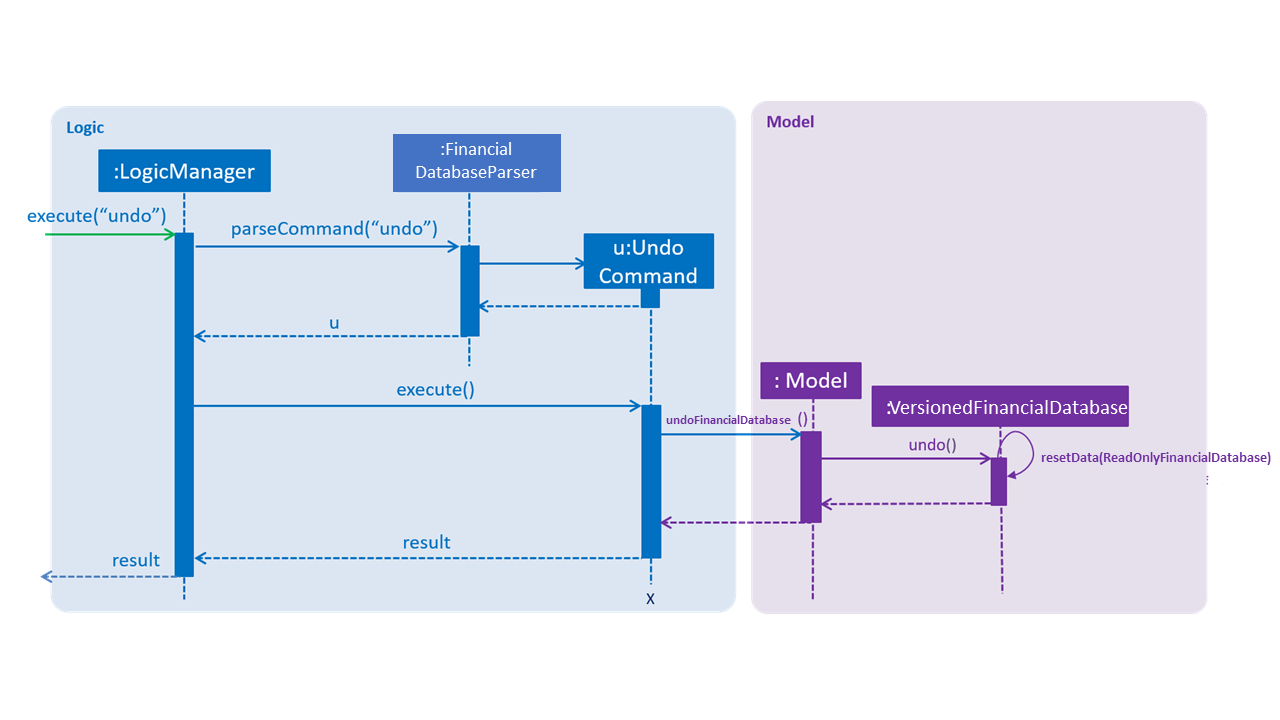 Logic
Model
:LogicManager
:Financial
DatabaseParser
execute(“undo”)
parseCommand(“undo”)
u:Undo
Command
u
: Model
execute()
:VersionedFinancialDatabase
undoFinancialDatabase ()
undo()
resetData(ReadOnlyFinancialDatabase)
result
result
X